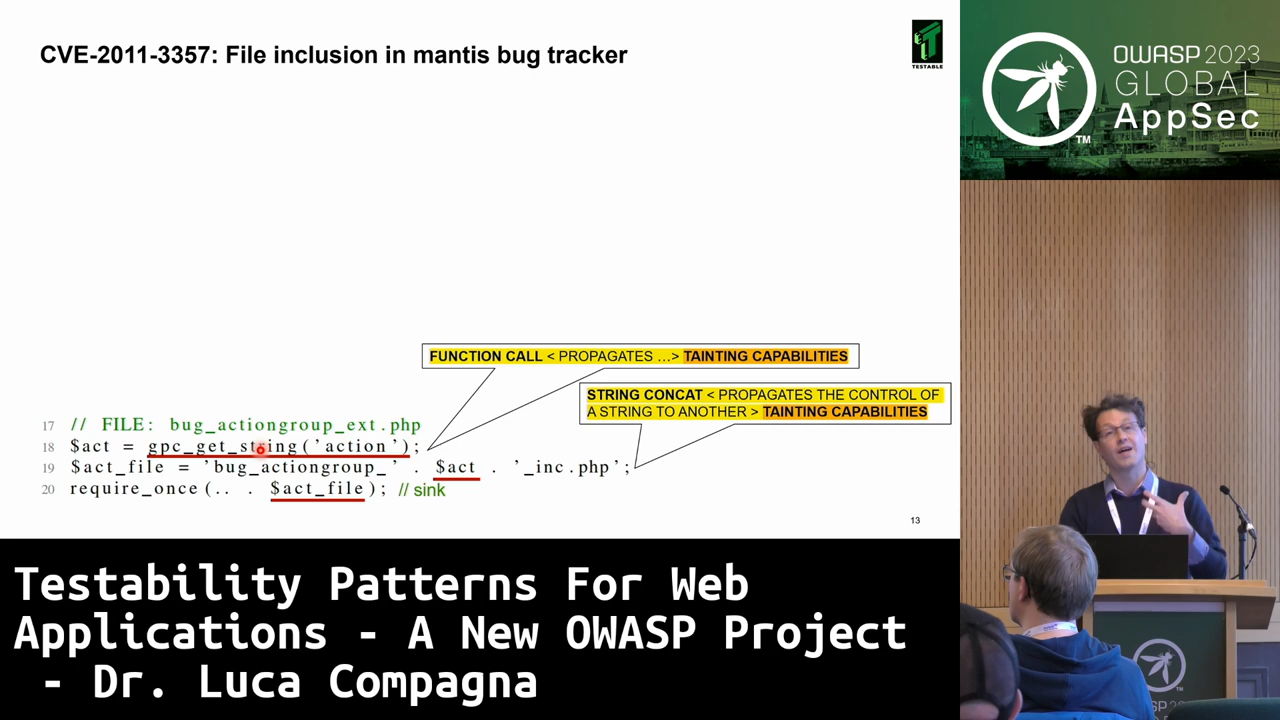 CVE-2011-3357: File inclusion in mantis bug tracker
TESTABLE
OWASP 2023
GLOBAL
AppSec
TM
FUNCTION CALL < PROPAGATES ...> TAINTING CAPABILITIES
STRING CONCAT < PROPAGATES THE CONTROL OF
A STRING TO ANOTHER > TAINTING CAPABILITIES
17 // FILE: bug_actiongroup_ext.php
18 $act = gpc_get_string('action');
19 $act_file = 'bug_actiongroup_' . $act . '_inc.php';
20 require_once(.. . $act_file); // sink
13
Testability Patterns For Web
Applications - A New OWASP Project
- Dr. Luca Compagna